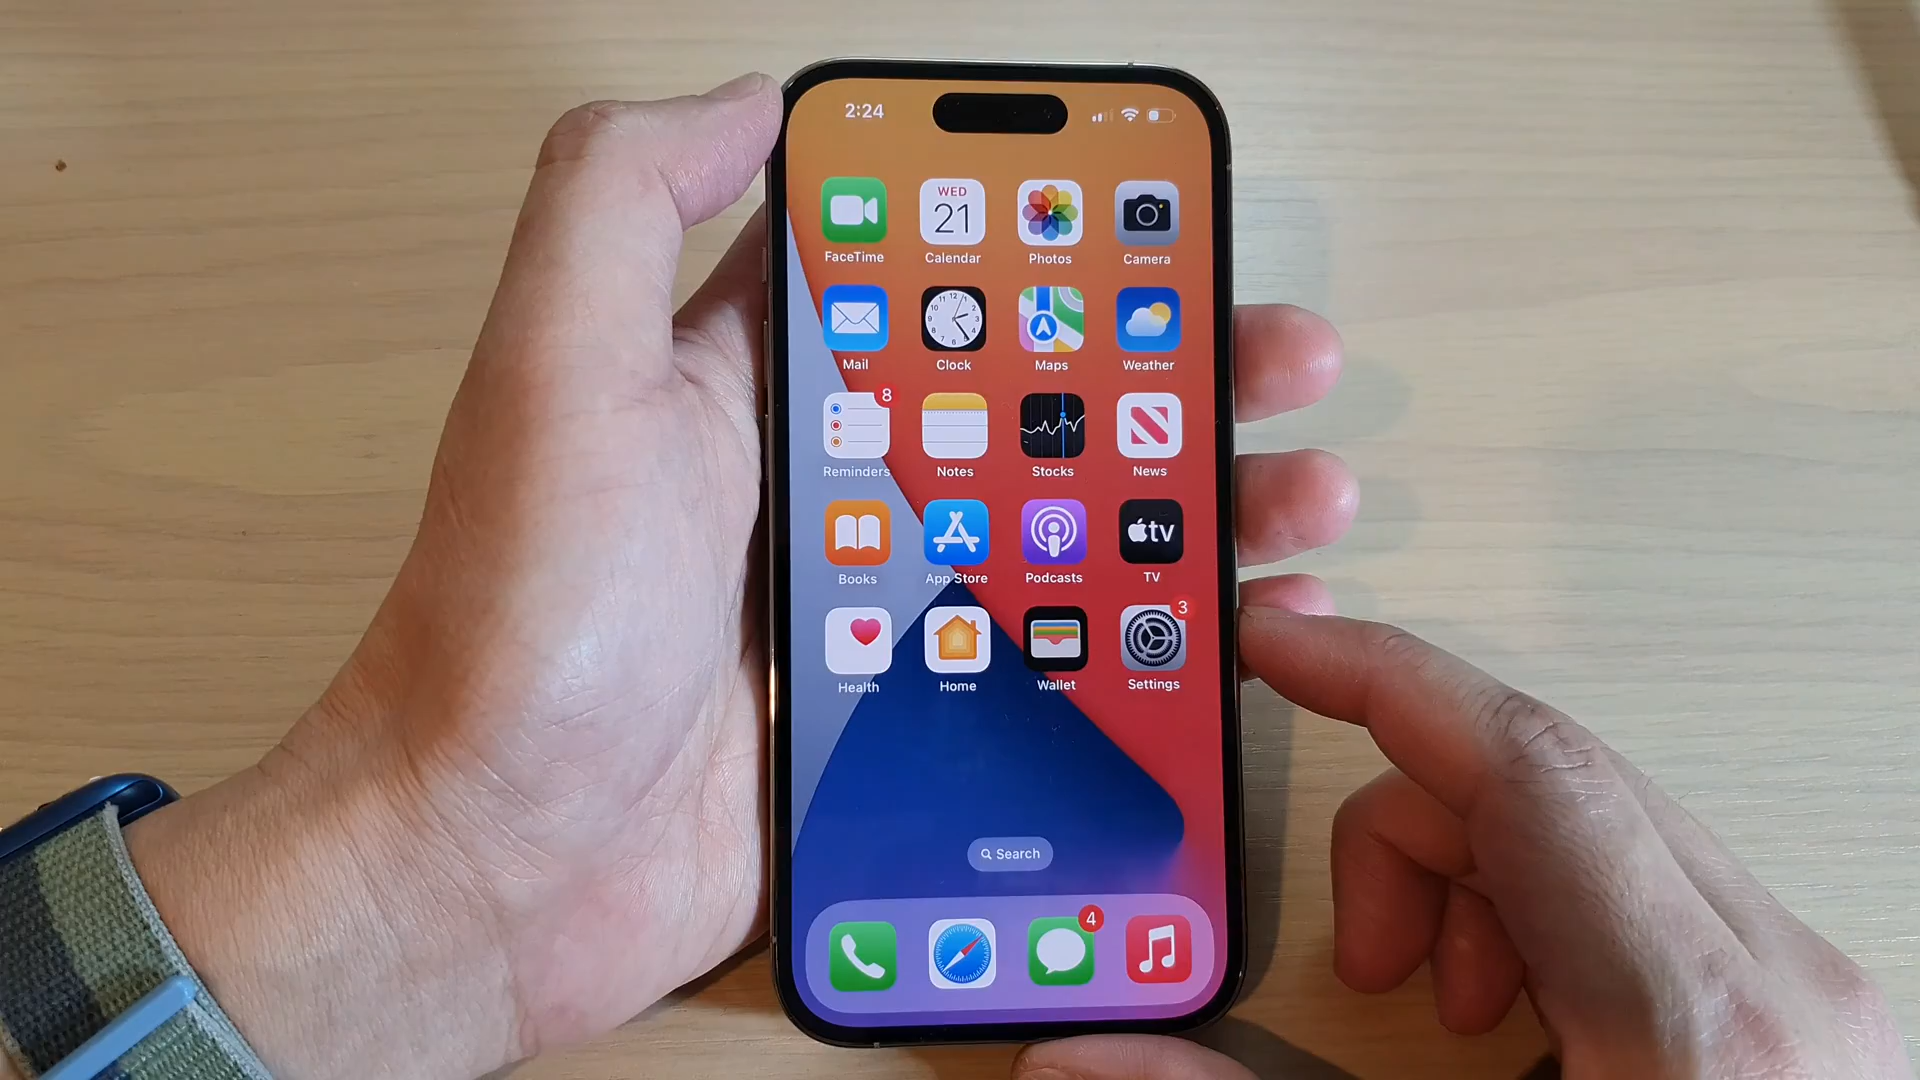 2:24
WED
21
FaceTime
Calendar
Photos
Camera
Mail
Clock
Maps
Weather
8
Reminders
Notes
Stocks
News
tv
Books
App Store
Podcasts
TV
3
Health
Home
Wallet
Settings
Search
4